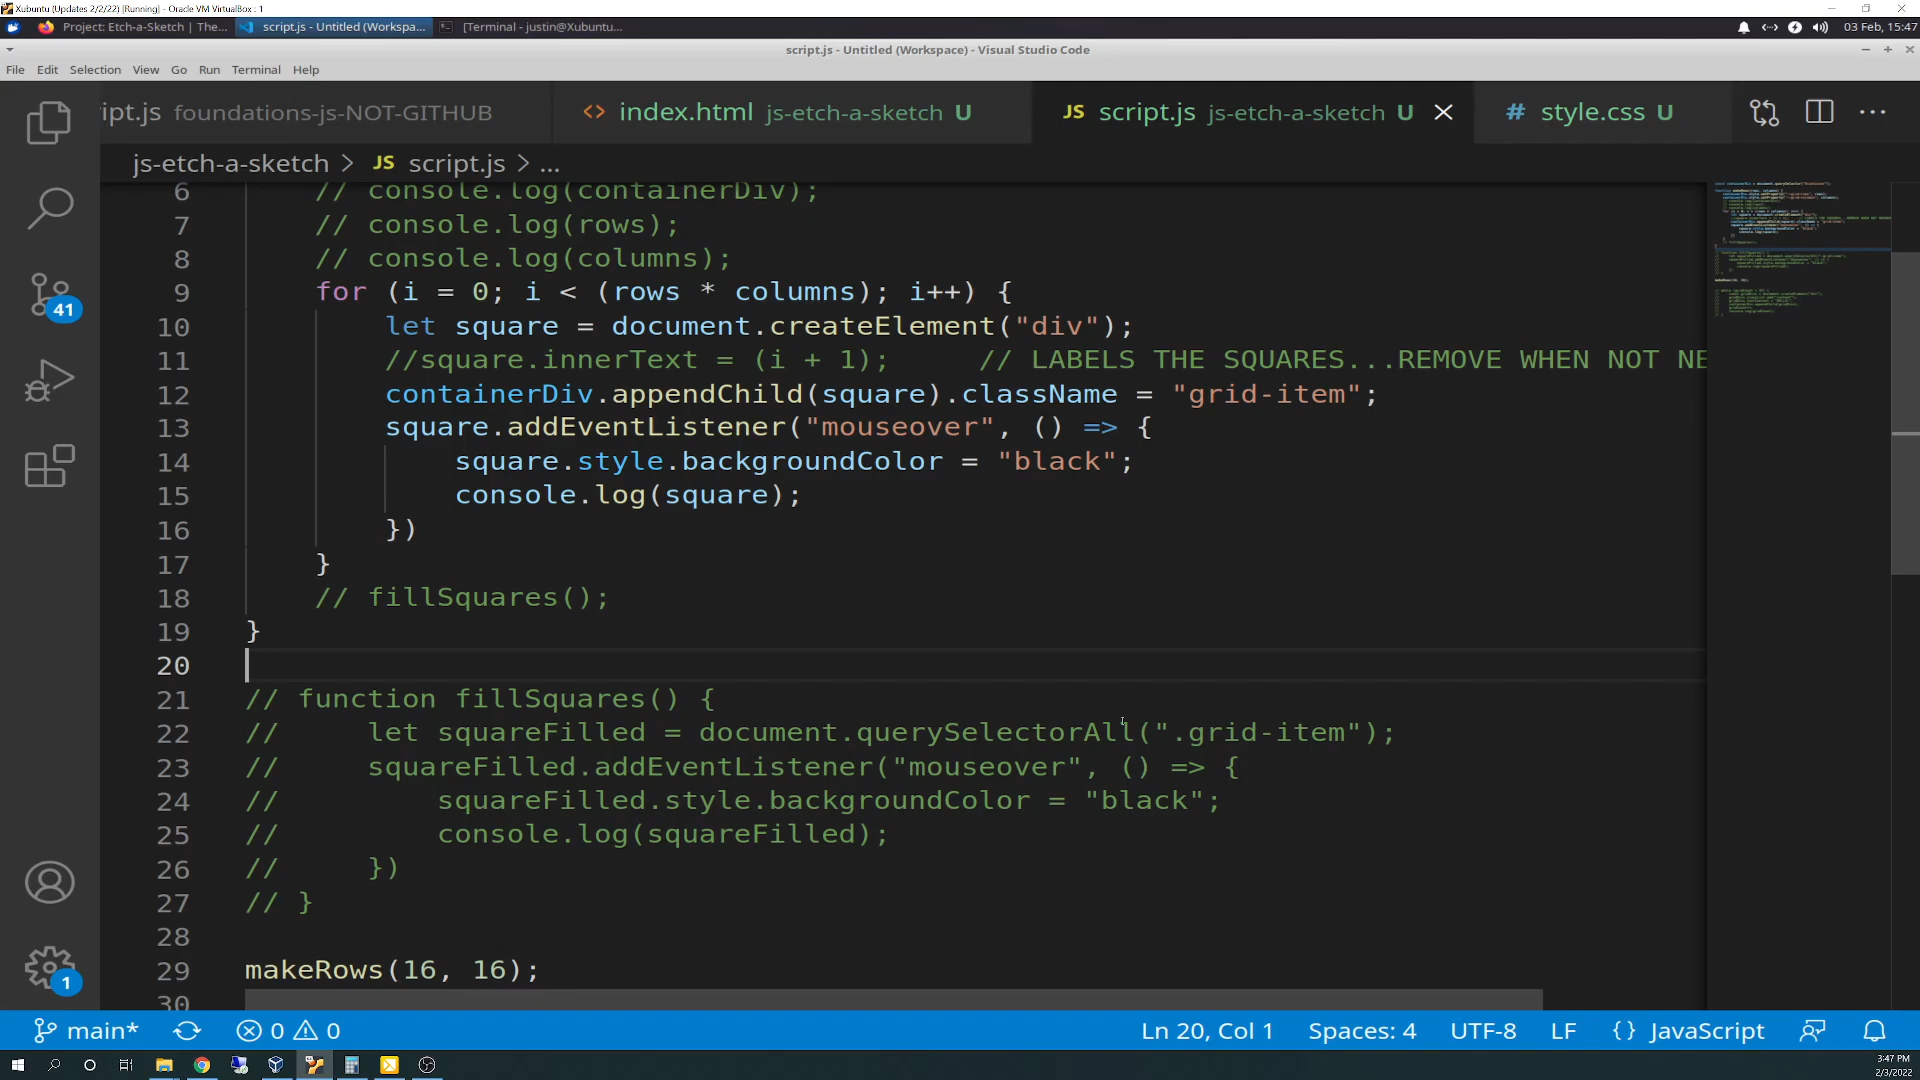 Xubuntu (Updates 2/2/22) [Running] - Oracle VM VirtualBox : 1
Project: Etch-a-Sketch | The...
script.js - Untitled (Workspa...
[Terminal - justin@Xubuntu...
03 Feb, 15:47
script.js - Untitled (Workspace) - Visual Studio Code
File Edit Selection View Go Run Terminal Help
ipt.js foundations-js-NOT-GITHUB
<> index.html js-etch-a-sketch U
JS script.js js-etch-a-sketch U
# style.css U
js-etch-a-sketch > JS script.js > ...
6 // console.log(containerDiv);
7 // console.log(rows);
8 // console.log(columns);
9 for (i = 0; i < (rows * columns); i++) {
10 let square = document.createElement("div");
11 //square.innerText = (i + 1); // LABELS THE SQUARES...REMOVE WHEN NOT NE
12 containerDiv.appendChild(square).className = "grid-item";
13 square.addEventListener("mouseover", () => {
14 square.style.backgroundColor = "black";
15 console.log(square);
16 })
17 }
18 // fillSquares();
19 }
20
21 // function fillSquares() {
22 // let squareFilled = document.querySelectorAll(".grid-item");
23 // squareFilled.addEventListener("mouseover", () => {
24 // squareFilled.style.backgroundColor = "black";
25 // console.log(squareFilled);
26 // })
27 // }
28
29 makeRows(16, 16);
30
41
1
main* 0 0
Ln 20, Col 1 Spaces: 4 UTF-8 LF {} JavaScript
3:47 PM
2/3/2022